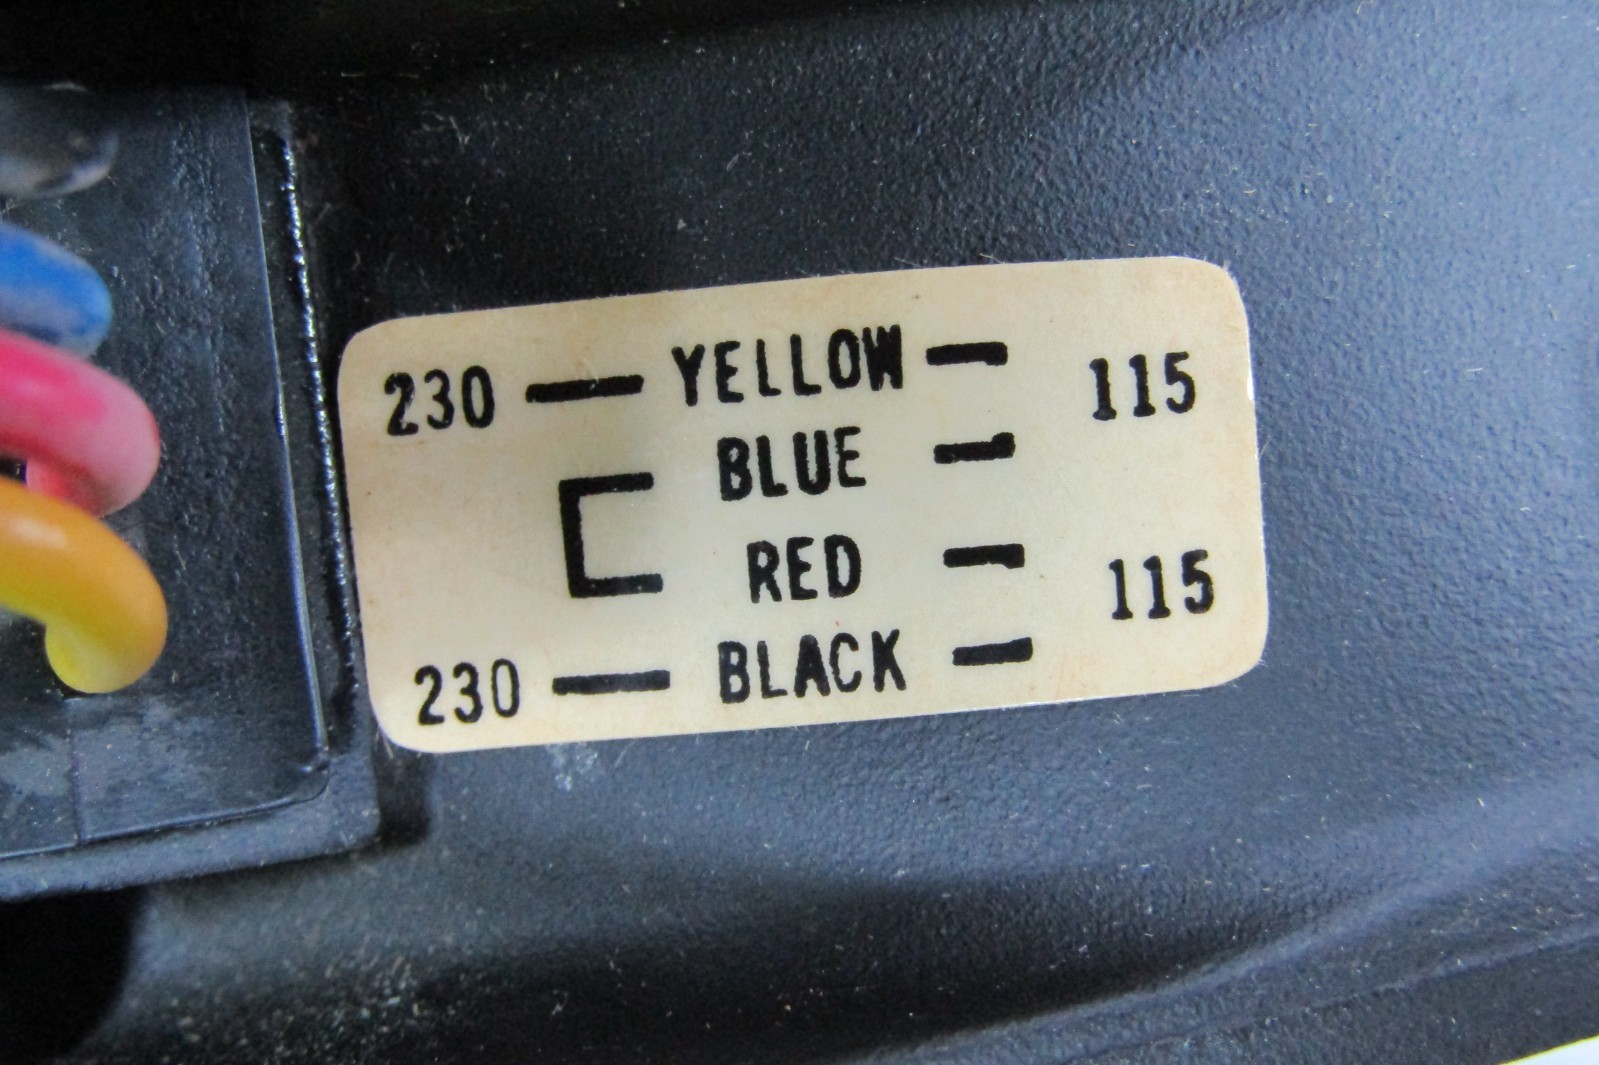 230 — YELLOW — 115
BLUE —
RED — 115
230 — BLACK —